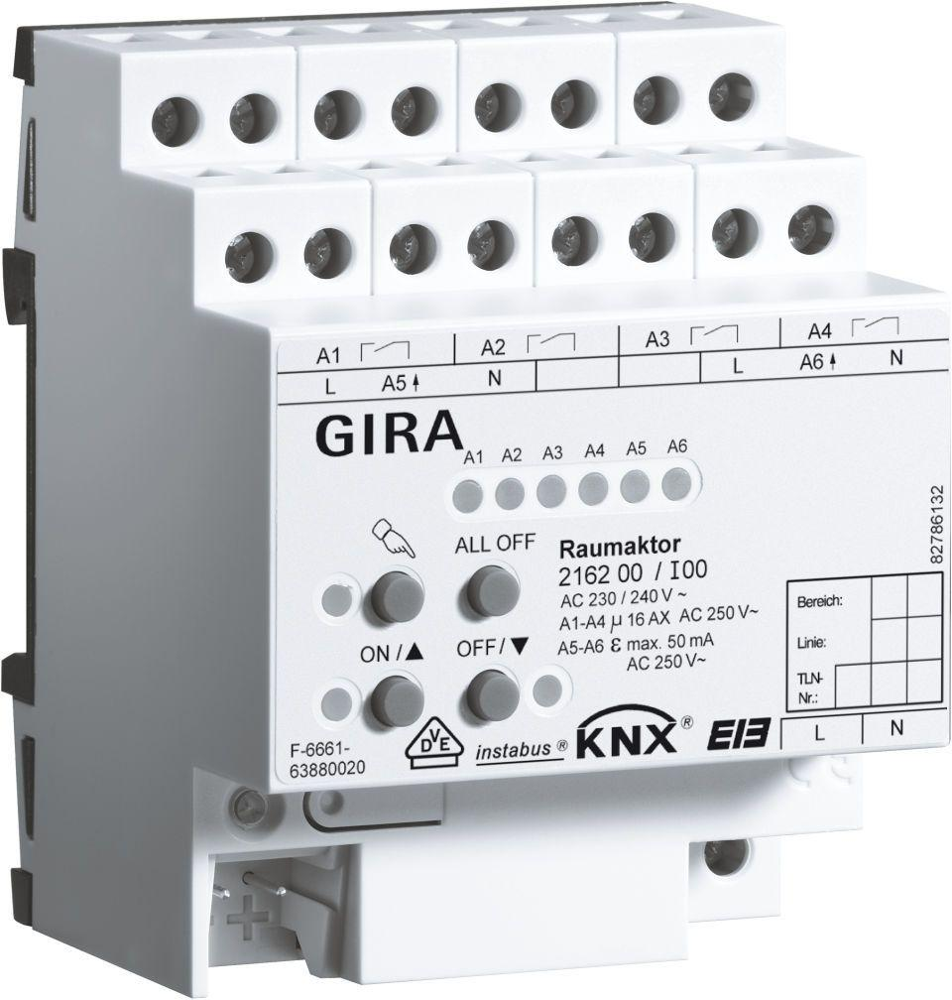 A1 A2 A3 A4
L A5 N L A6 N
GIRA
A1 A2 A3 A4 A5 A6
ALL OFF
ON / ▲ OFF / ▼
Raumaktor
2162 00 / I00
AC 230 / 240 V ~
A1-A4 µ 16 AX AC 250 V~
A5-A6 ε max. 50 mA
AC 250 V~
82786132
Bereich:
Linie:
TLN-
Nr.:
F-6661-
63880020
DVE
instabus ®
KNX ®
EIB
L N
+